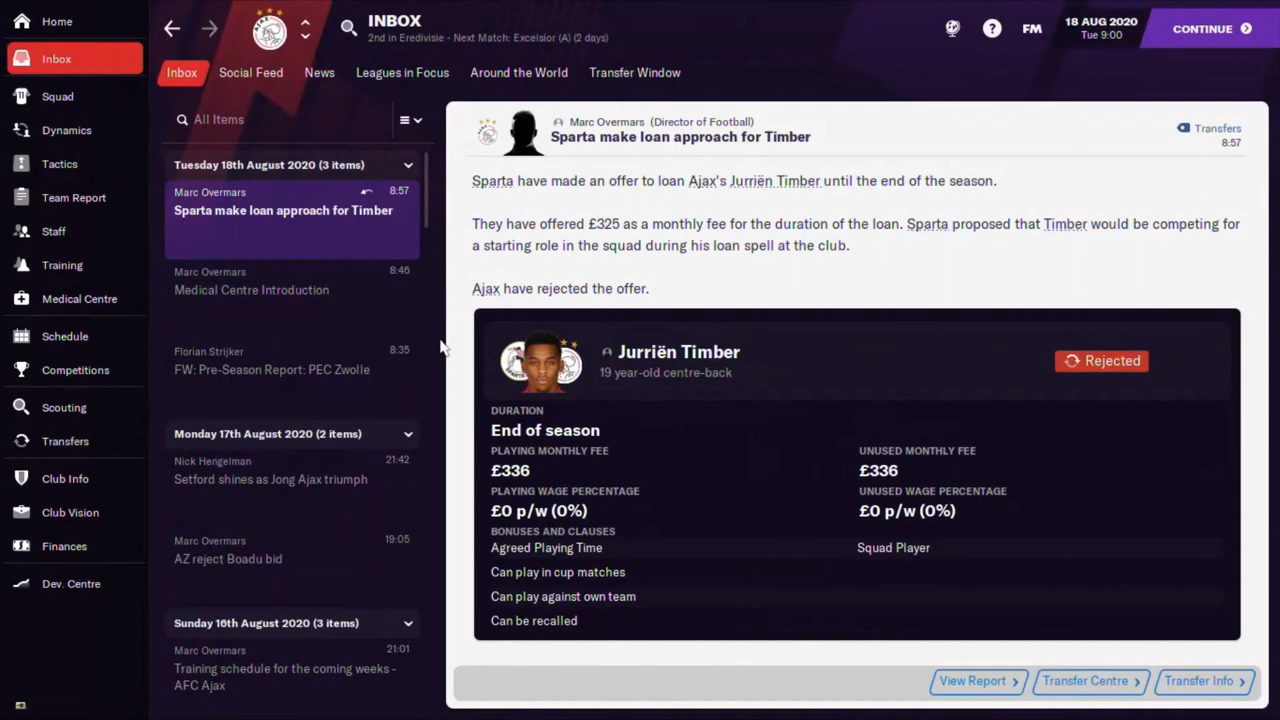 Home
Inbox
Squad
Dynamics
Tactics
Team Report
Staff
Training
Medical Centre
Schedule
Competitions
Scouting
Transfers
Club Info
Club Vision
Finances
Dev. Centre
INBOX
2nd in Eredivisie - Next Match: Excelsior (A) (2 days)
?
FM
18 AUG 2020
Tue 9:00
CONTINUE
Inbox
Social Feed
News
Leagues in Focus
Around the World
Transfer Window
All Items
Tuesday 18th August 2020 (3 items)
Marc Overmars 8:57
Sparta make loan approach for Timber
Marc Overmars 8:46
Medical Centre Introduction
Florian Strijker 8:35
FW: Pre-Season Report: PEC Zwolle
Monday 17th August 2020 (2 items)
Nick Hengelman 21:42
Setford shines as Jong Ajax triumph
Marc Overmars 19:05
AZ reject Boadu bid
Sunday 16th August 2020 (3 items)
Marc Overmars 21:01
Training schedule for the coming weeks -
AFC Ajax
Marc Overmars (Director of Football)
Sparta make loan approach for Timber
Transfers
8:57
Sparta have made an offer to loan Ajax's Jurriën Timber until the end of the season.
They have offered £325 as a monthly fee for the duration of the loan. Sparta proposed that Timber would be competing for
a starting role in the squad during his loan spell at the club.
Ajax have rejected the offer.
Jurriën Timber
19 year-old centre-back
Rejected
DURATION
End of season
PLAYING MONTHLY FEE UNUSED MONTHLY FEE
£336 £336
PLAYING WAGE PERCENTAGE UNUSED WAGE PERCENTAGE
£0 p/w (0%) £0 p/w (0%)
BONUSES AND CLAUSES
Agreed Playing Time Squad Player
Can play in cup matches
Can play against own team
Can be recalled
View Report
Transfer Centre
Transfer Info